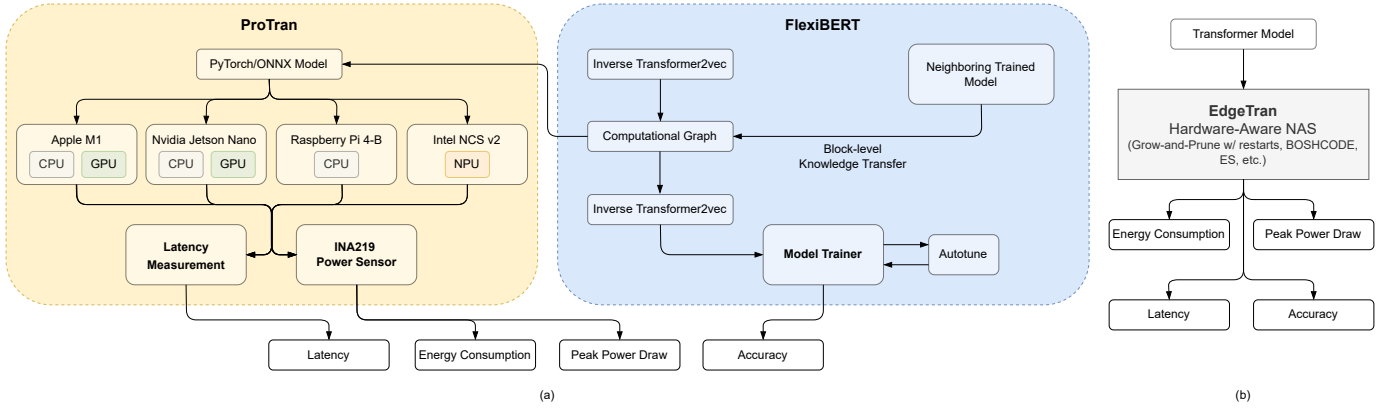 ProTran
PyTorch/ONNX Model
Apple M1
CPU
GPU
Nvidia Jetson Nano
CPU
GPU
Raspberry Pi 4-B
CPU
Intel NCS v2
NPU
Latency
Measurement
INA219
Power Sensor
FlexiBERT
Inverse Transformer2vec
Neighboring Trained
Model
Computational Graph
Block-level
Knowledge Transfer
Inverse Transformer2vec
Model Trainer
Autotune
Latency
Energy Consumption
Peak Power Draw
Accuracy
(a)
Transformer Model
EdgeTran
Hardware-Aware NAS
(Grow-and-Prune w/ restarts, BOSHCODE,
ES, etc.)
Energy Consumption
Peak Power Draw
Latency
Accuracy
(b)